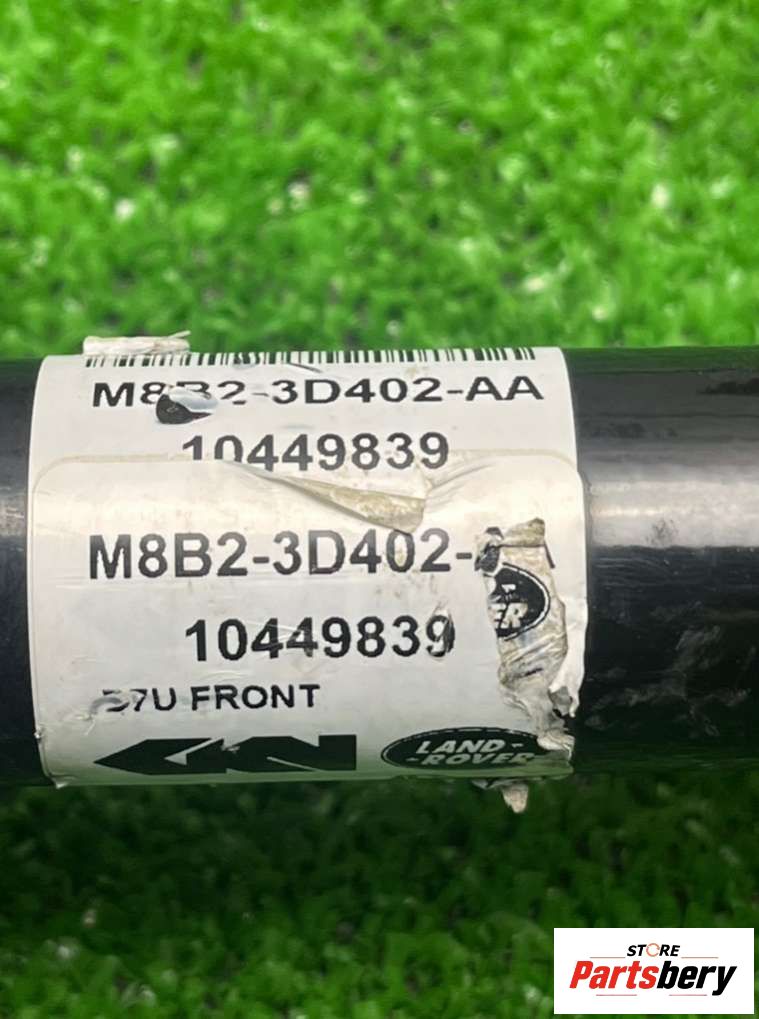 M8B2-3D402-AA
10449839
M8B2-3D402-
10449839
FRONT
LAND-
-ROVER
STORE
Partsbery